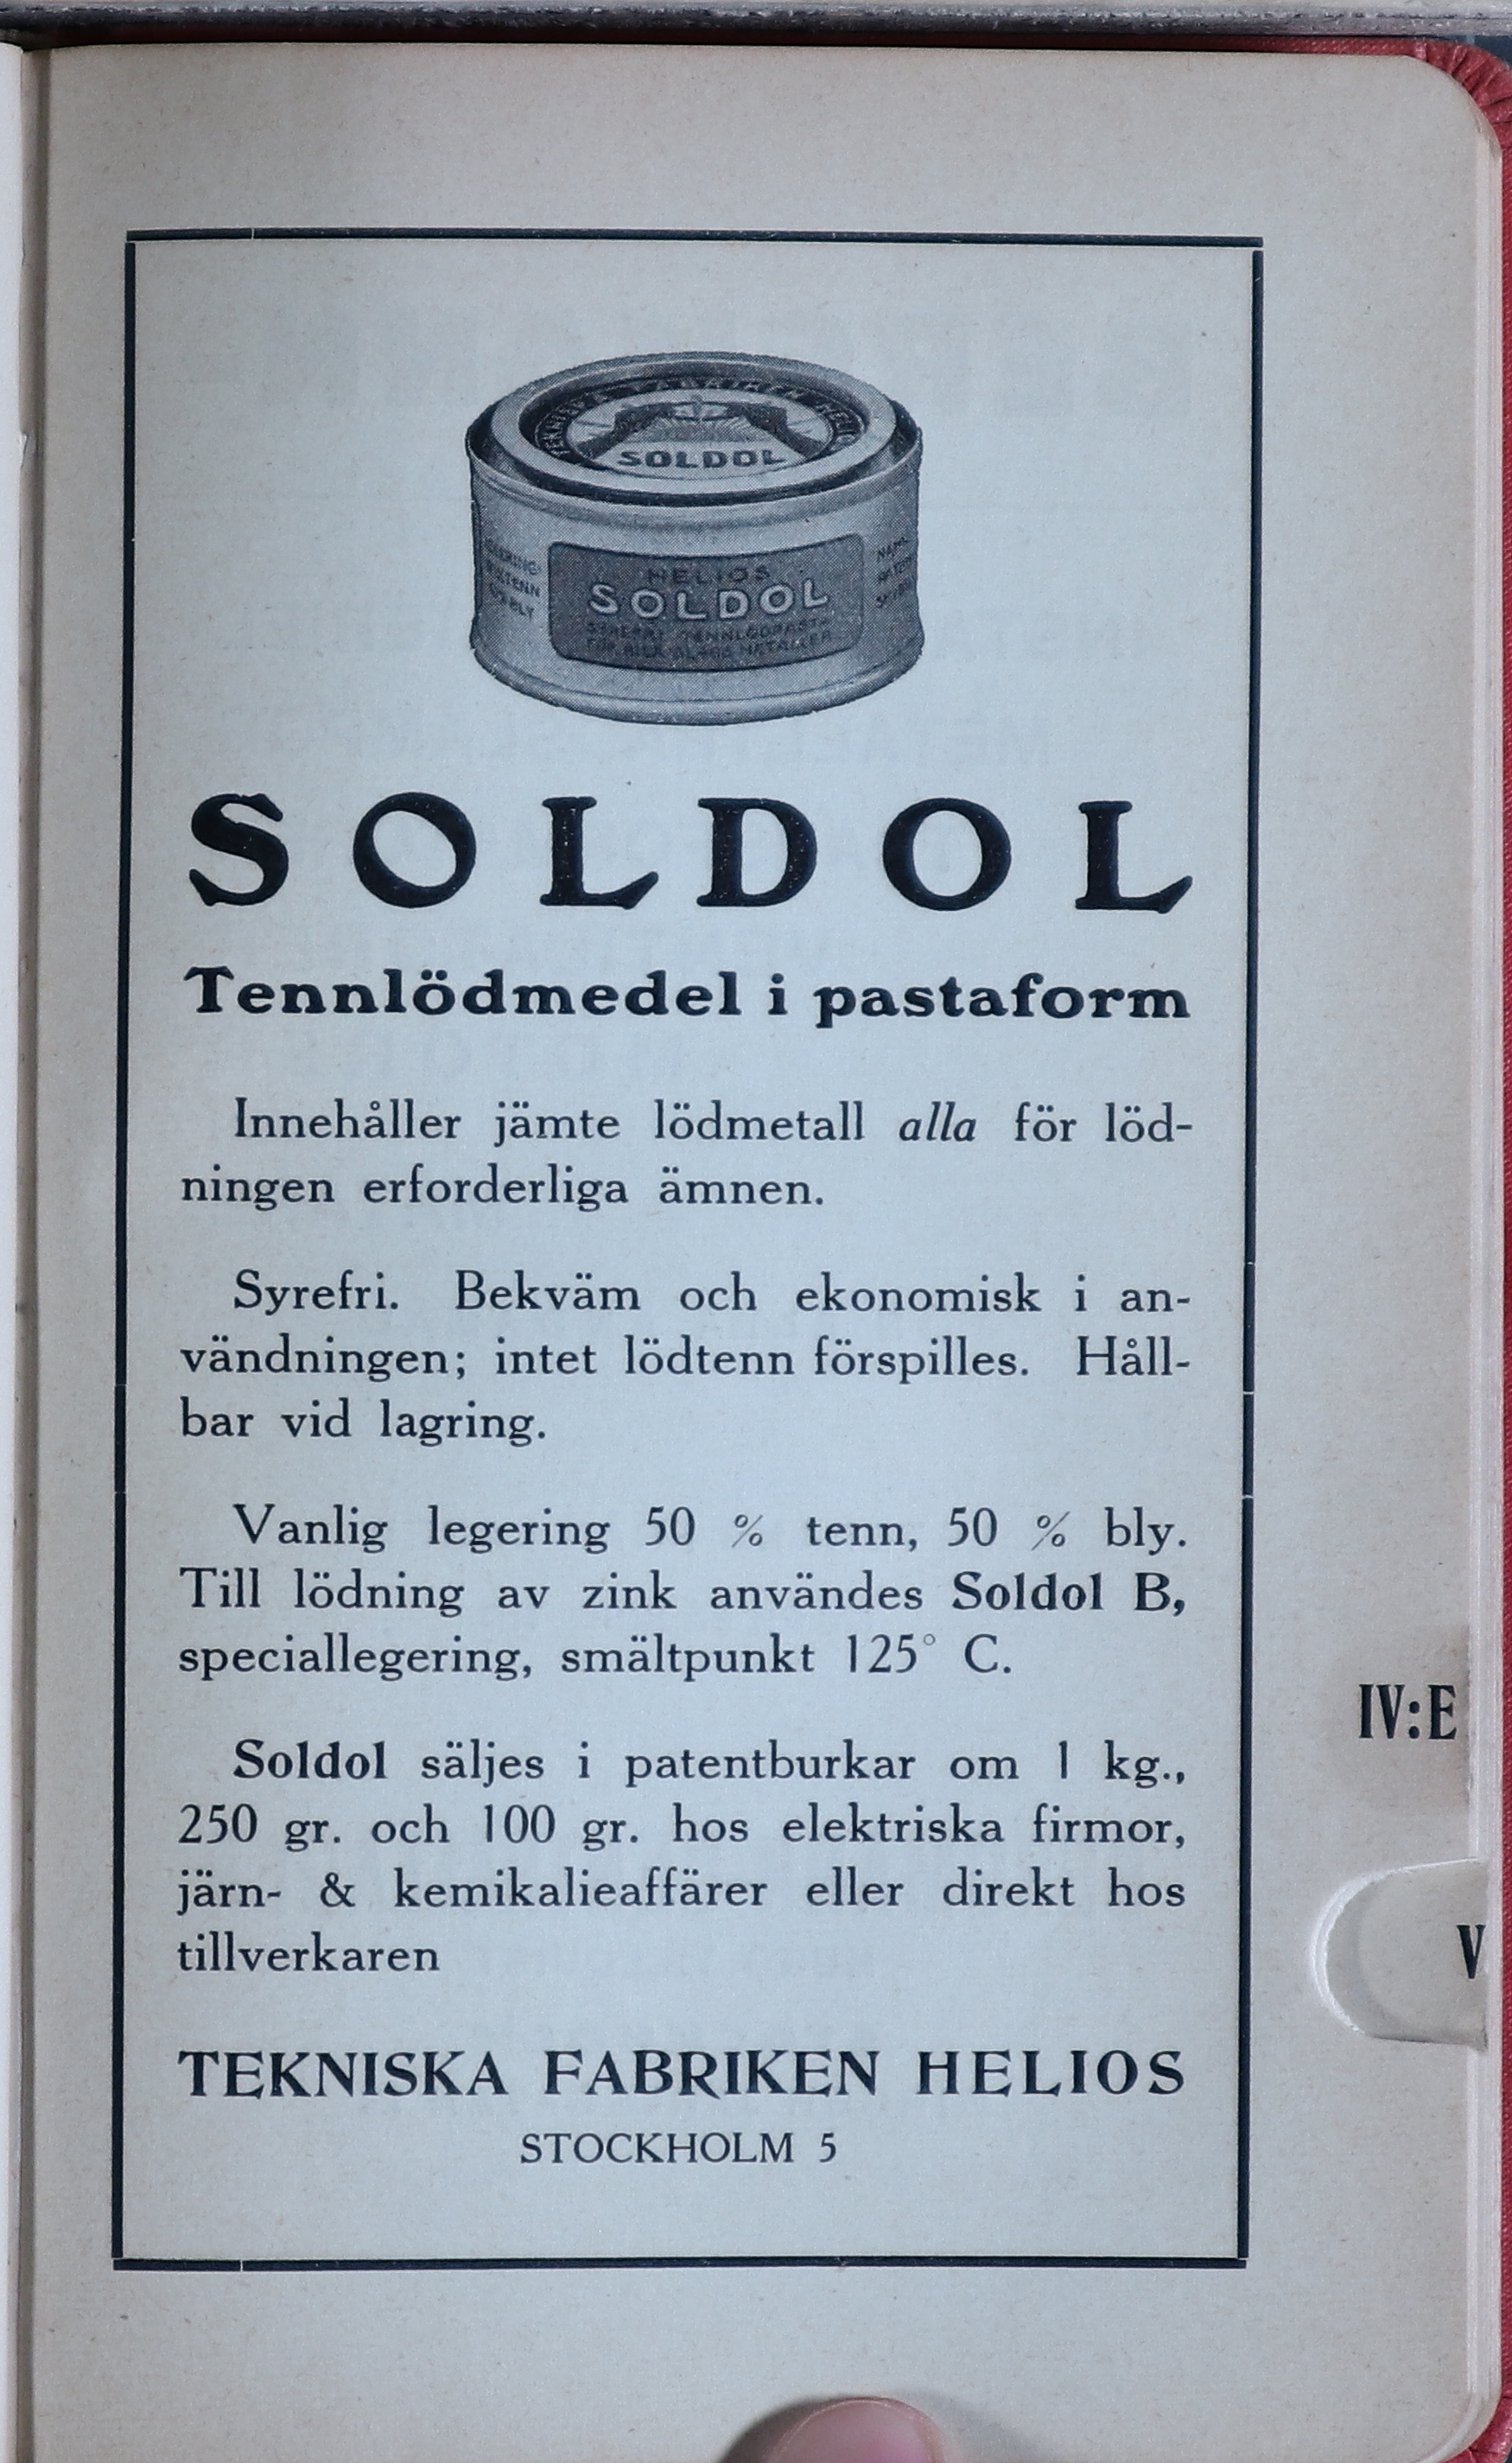 TEKNISKA FABRIKEN HELIOS
SOLDOL
HELIOS
SOLDOL
SOLDOL
Tennlödmedel i pastaform
Innehåller jämte lödmetall alla för löd-
ningen erforderliga ämnen.
Syrefri. Bekväm och ekonomisk i an-
vändningen; intet lödtenn förspilles. Håll-
bar vid lagring.
Vanlig legering 50 % tenn, 50 % bly.
Till lödning av zink användes Soldol B,
speciallegering, smältpunkt 125° C.
Soldol säljes i patentburkar om 1 kg.,
250 gr. och 100 gr. hos elektriska firmor,
järn- & kemikalieaffärer eller direkt hos
tillverkaren
TEKNISKA FABRIKEN HELIOS
STOCKHOLM 5
IV:E
V